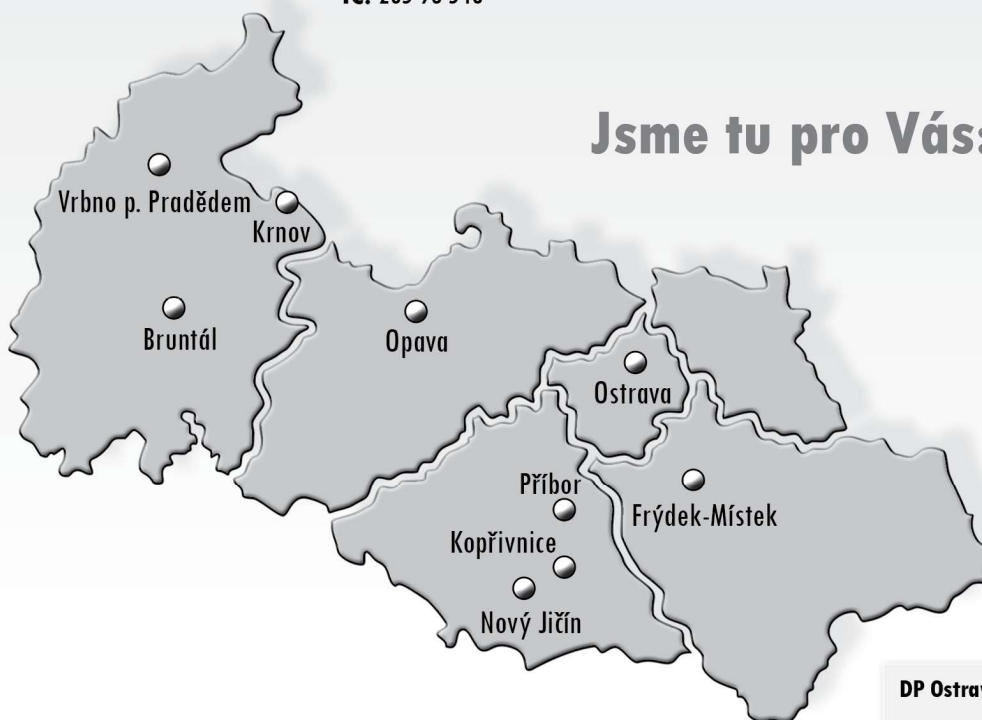 Jsme tu pro Vás:
Vrbno p. Pradědem
Krnov
Bruntál
Opava
Ostrava
Příbor
Frýdek-Místek
Kopřivnice
Nový Jičín
DP Ostrav